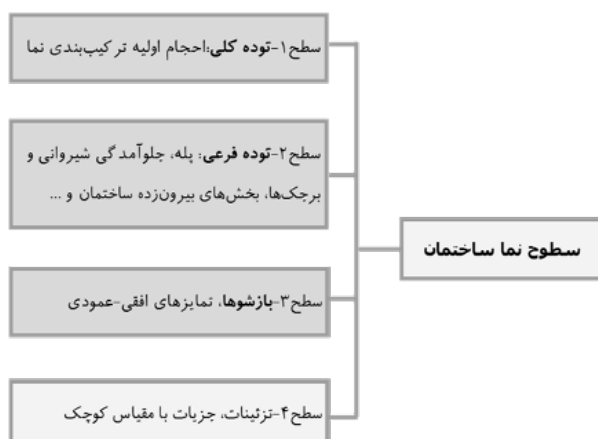 سطح۱-توده کلی:احجام اولیه ترکیب‌بندی نما
سطح۲-توده فرعی: پله، جلوآمدگی شیروانی و
برجک‌ها، بخش‌های بیرون‌زده ساختمان و ...
سطوح نما ساختمان
سطح۳-بازشوها، تمایزهای افقی-عمودی
سطح۴-تزئینات، جزیات با مقیاس کوچک